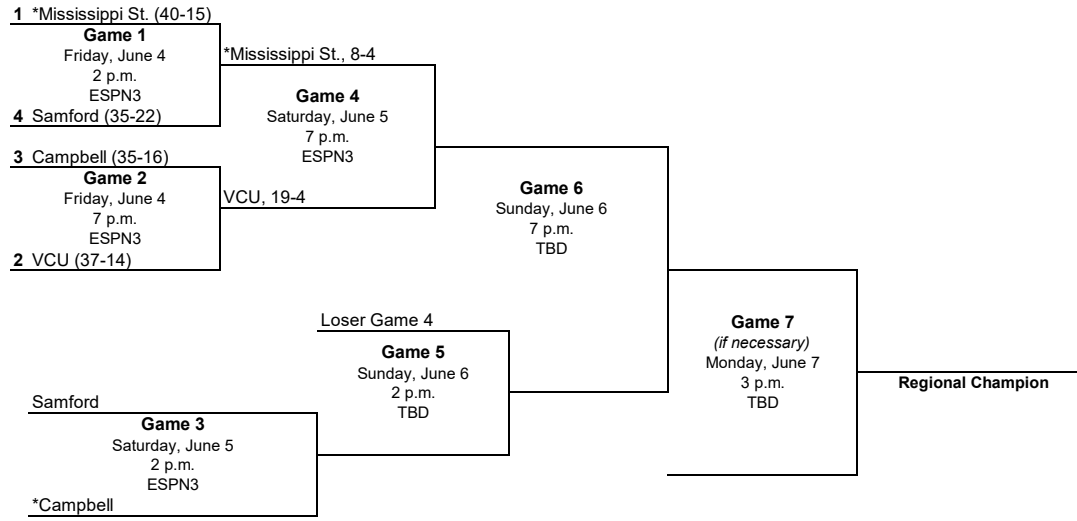 1 *Mississippi St. (40-15)
Game 1
Friday, June 4
2 p.m.
ESPN3
4 Samford (35-22)
*Mississippi St., 8-4
Game 4
Saturday, June 5
7 p.m.
ESPN3
3 Campbell (35-16)
Game 2
Friday, June 4
7 p.m.
ESPN3
2 VCU (37-14)
VCU, 19-4
Game 6
Sunday, June 6
7 p.m.
TBD
Loser Game 4
Game 5
Sunday, June 6
2 p.m.
TBD
Game 7
(if necessary)
Monday, June 7
3 p.m.
TBD
Regional Champion
Samford
Game 3
Saturday, June 5
2 p.m.
ESPN3
*Campbell